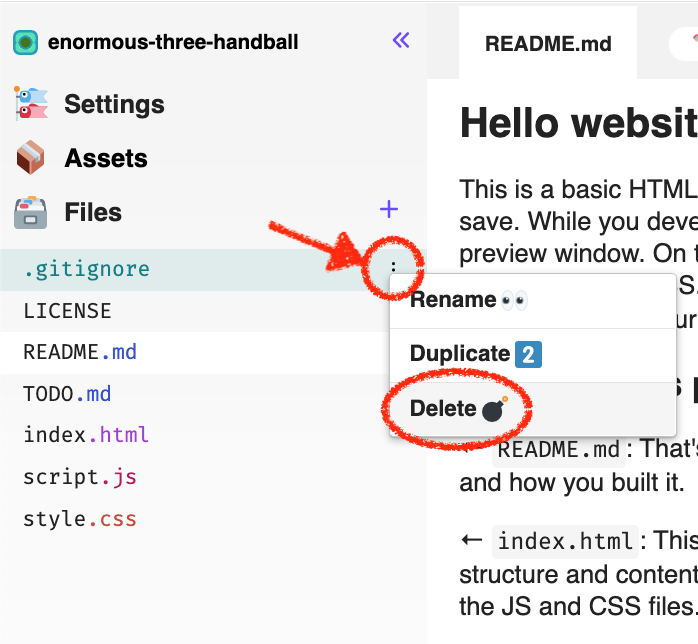 enormous-three-handball
README.md
Settings
Assets
Files
.gitignore
LICENSE
README.md
TODO.md
index.html
script.js
style.css
Rename
Duplicate 2
Delete
Hello websit
This is a basic HTML
save. While you deve
preview window. On t
S.
ur
← README.md: That's
and how you built it.
← index.html: This
structure and content
the JS and CSS files.